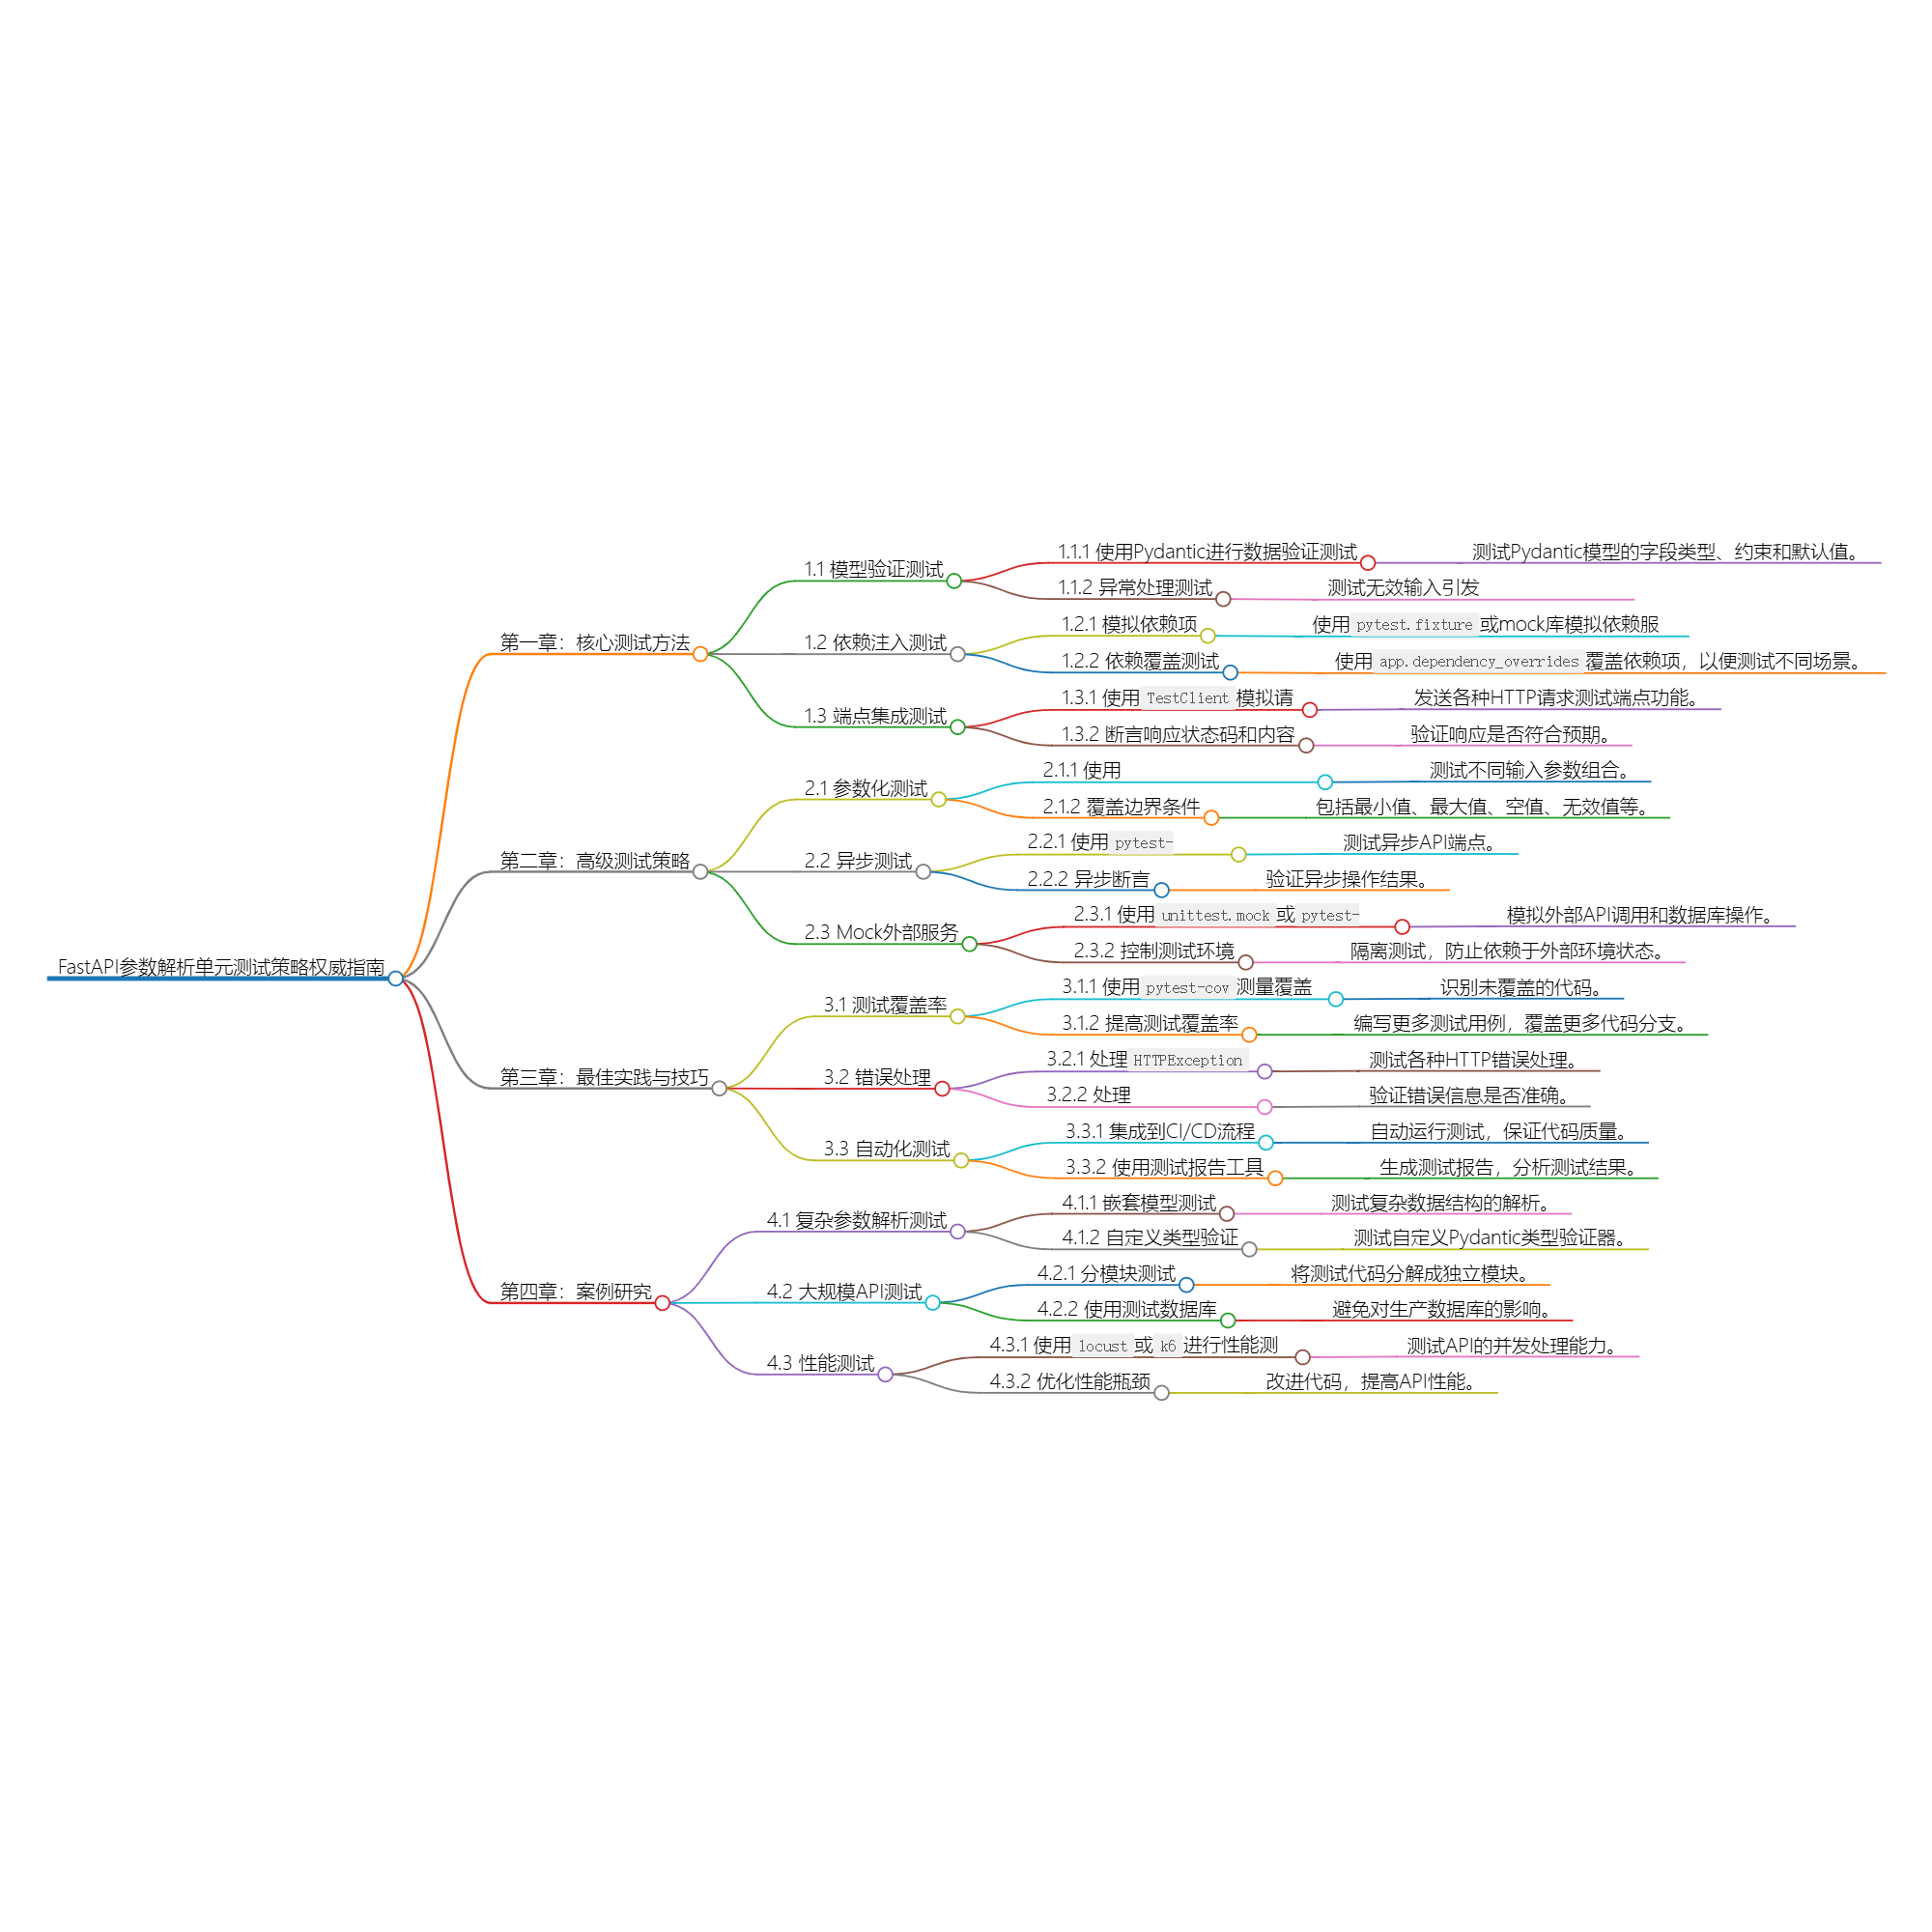 FastAPI参数解析单元测试策略权威指南
第一章：核心测试方法
1.1 模型验证测试
1.1.1 使用Pydantic进行数据验证测试
测试Pydantic模型的字段类型、约束和默认值。
1.1.2 异常处理测试
测试无效输入引发
1.2 依赖注入测试
1.2.1 模拟依赖项
使用 pytest.fixture 或mock库模拟依赖服
1.2.2 依赖覆盖测试
使用 app.dependency_overrides 覆盖依赖项，以便测试不同场景。
1.3 端点集成测试
1.3.1 使用 TestClient 模拟请
发送各种HTTP请求测试端点功能。
1.3.2 断言响应状态码和内容
验证响应是否符合预期。
第二章：高级测试策略
2.1 参数化测试
2.1.1 使用
测试不同输入参数组合。
2.1.2 覆盖边界条件
包括最小值、最大值、空值、无效值等。
2.2 异步测试
2.2.1 使用 pytest-
测试异步API端点。
2.2.2 异步断言
验证异步操作结果。
2.3 Mock外部服务
2.3.1 使用 unittest.mock 或 pytest-
模拟外部API调用和数据库操作。
2.3.2 控制测试环境
隔离测试，防止依赖于外部环境状态。
第三章：最佳实践与技巧
3.1 测试覆盖率
3.1.1 使用 pytest-cov 测量覆盖
识别未覆盖的代码。
3.1.2 提高测试覆盖率
编写更多测试用例，覆盖更多代码分支。
3.2 错误处理
3.2.1 处理 HTTPException
测试各种HTTP错误处理。
3.2.2 处理
验证错误信息是否准确。
3.3 自动化测试
3.3.1 集成到CI/CD流程
自动运行测试，保证代码质量。
3.3.2 使用测试报告工具
生成测试报告，分析测试结果。
第四章：案例研究
4.1 复杂参数解析测试
4.1.1 嵌套模型测试
测试复杂数据结构的解析。
4.1.2 自定义类型验证
测试自定义Pydantic类型验证器。
4.2 大规模API测试
4.2.1 分模块测试
将测试代码分解成独立模块。
4.2.2 使用测试数据库
避免对生产数据库的影响。
4.3 性能测试
4.3.1 使用 locust 或 k6 进行性能测
测试API的并发处理能力。
4.3.2 优化性能瓶颈
改进代码，提高API性能。